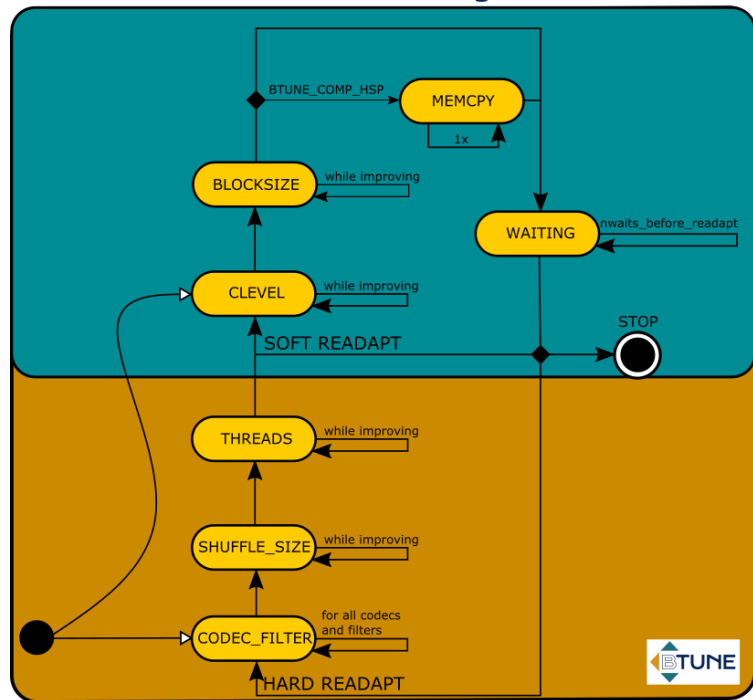 BTUNE_COMP_HSP
MEMCPY
1x
BLOCKSIZE
while improving
WAITING
nwaits_before_readapt
CLEVEL
while improving
STOP
SOFT READAPT
THREADS
while improving
SHUFFLE_SIZE
while improving
CODEC_FILTER
for all codecs
and filters
HARD READAPT
BTUNE